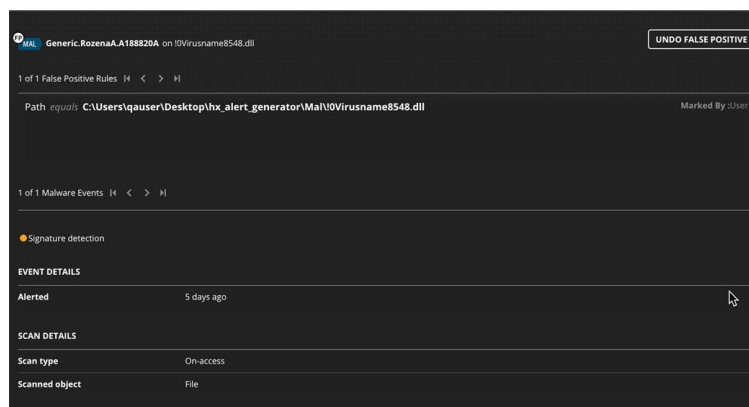 FP
MAL Generic.RozenaA.A188820A on !0Virusname8548.dll
UNDO FALSE POSITIVE
1 of 1 False Positive Rules
Path equals C:\Users\qauser\Desktop\hx_alert_generator\Mal\!0Virusname8548.dll
Marked By :User
1 of 1 Malware Events
Signature detection
EVENT DETAILS
Alerted 5 days ago
SCAN DETAILS
Scan type On-access
Scanned object File